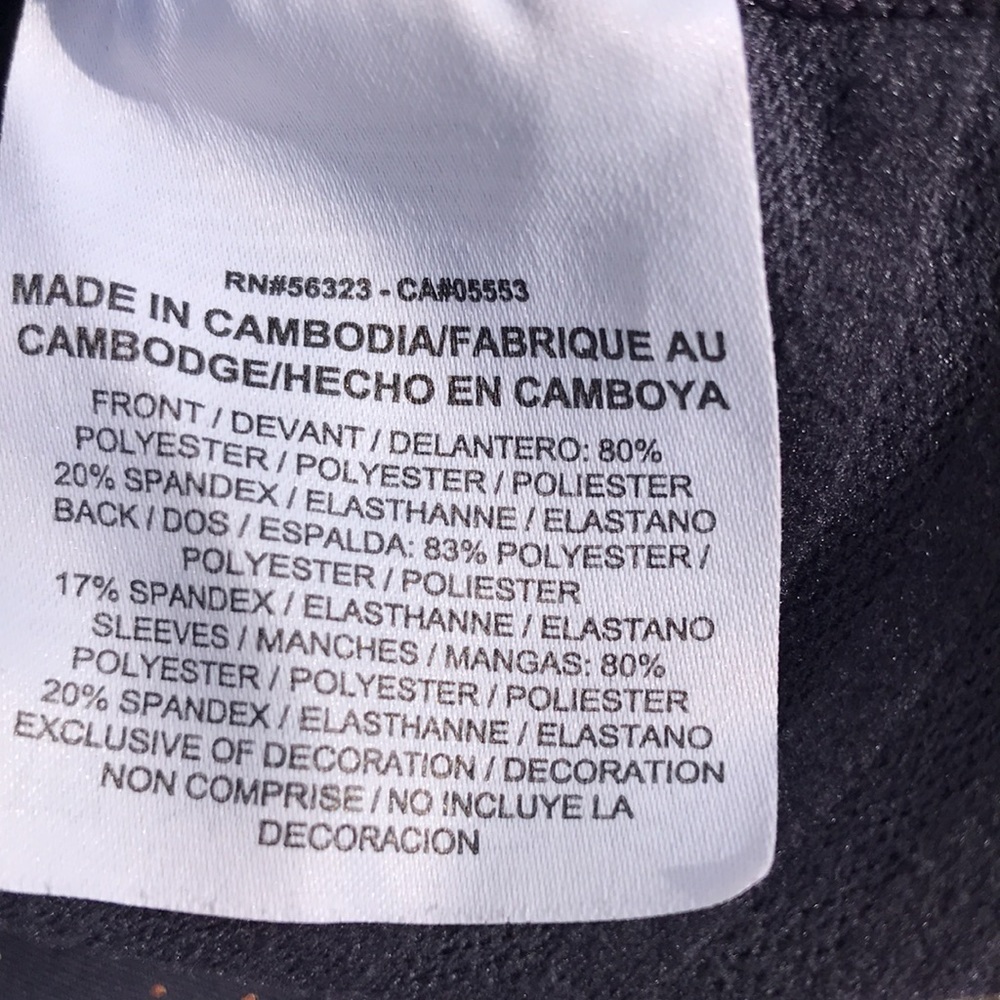 RN#56323 - CA#05553
MADE IN CAMBODIA/FABRIQUE AU
CAMBODGE/HECHO EN CAMBOYA
FRONT / DEVANT / DELANTERO: 80%
POLYESTER / POLYESTER / POLIESTER
20% SPANDEX / ELASTHANNE / ELASTANO
BACK / DOS / ESPALDA: 83% POLYESTER /
POLYESTER / POLIESTER
17% SPANDEX / ELASTHANNE / ELASTANO
SLEEVES / MANCHES / MANGAS: 80%
POLYESTER / POLYESTER / POLIESTER
20% SPANDEX / ELASTHANNE / ELASTANO
EXCLUSIVE OF DECORATION / DECORATION
NON COMPRISE / NO INCLUYE LA
DECORACION